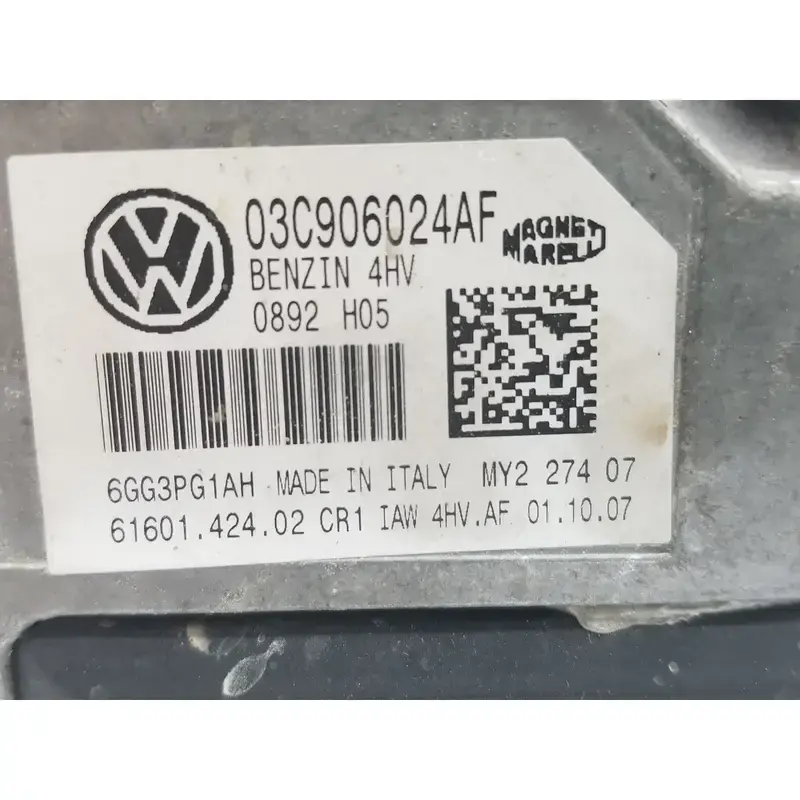 03C906024AF
MAGNETI
MARELLI
BENZIN 4HV
0892 H05
6GG3PG1AH MADE IN ITALY MY2 274 07
61601.424.02 CR1 IAW 4HV.AF 01.10.07